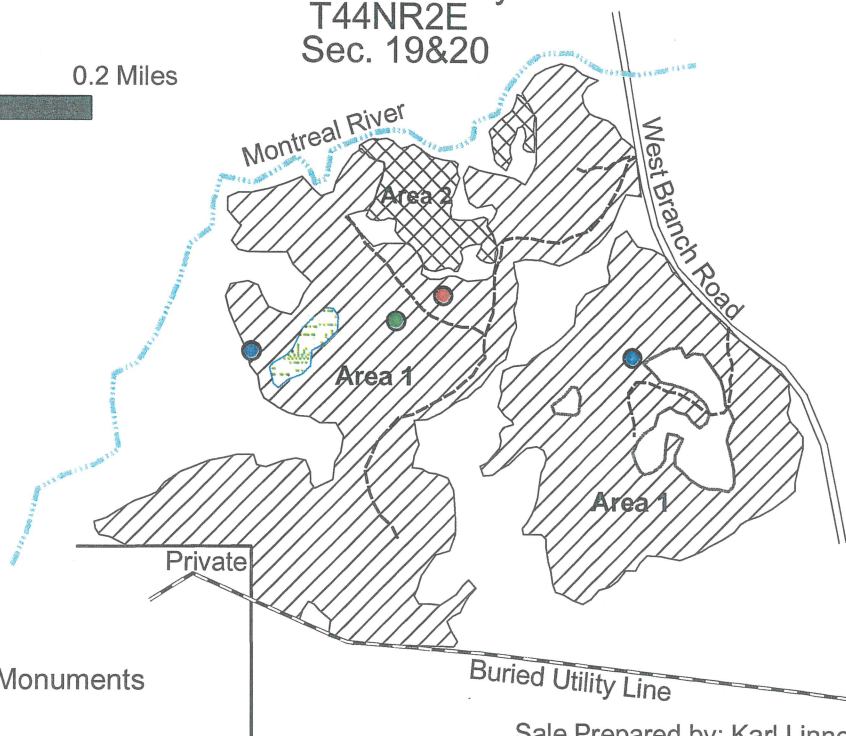 T44NR2E
Sec. 19&20
0.2 Miles
Montreal River
West Branch Road
Area 2
Area 1
Area 1
Private
Monuments
Buried Utility Line
Sale Prepared by: Karl